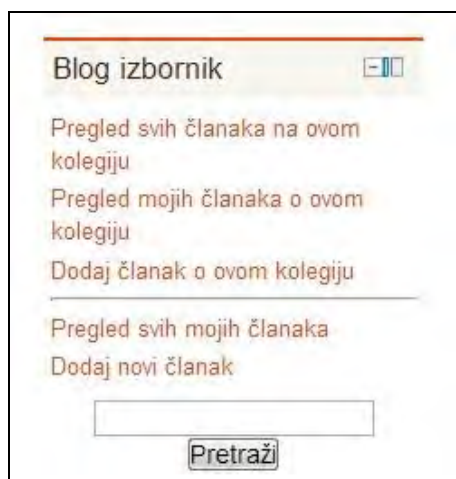 Blog izbornik
Pregled svih članaka na ovom
kolegiju
Pregled mojih članaka o ovom
kolegiju
Dodaj članak o ovom kolegiju
Pregled svih mojih članaka
Dodaj novi članak
Pretraži